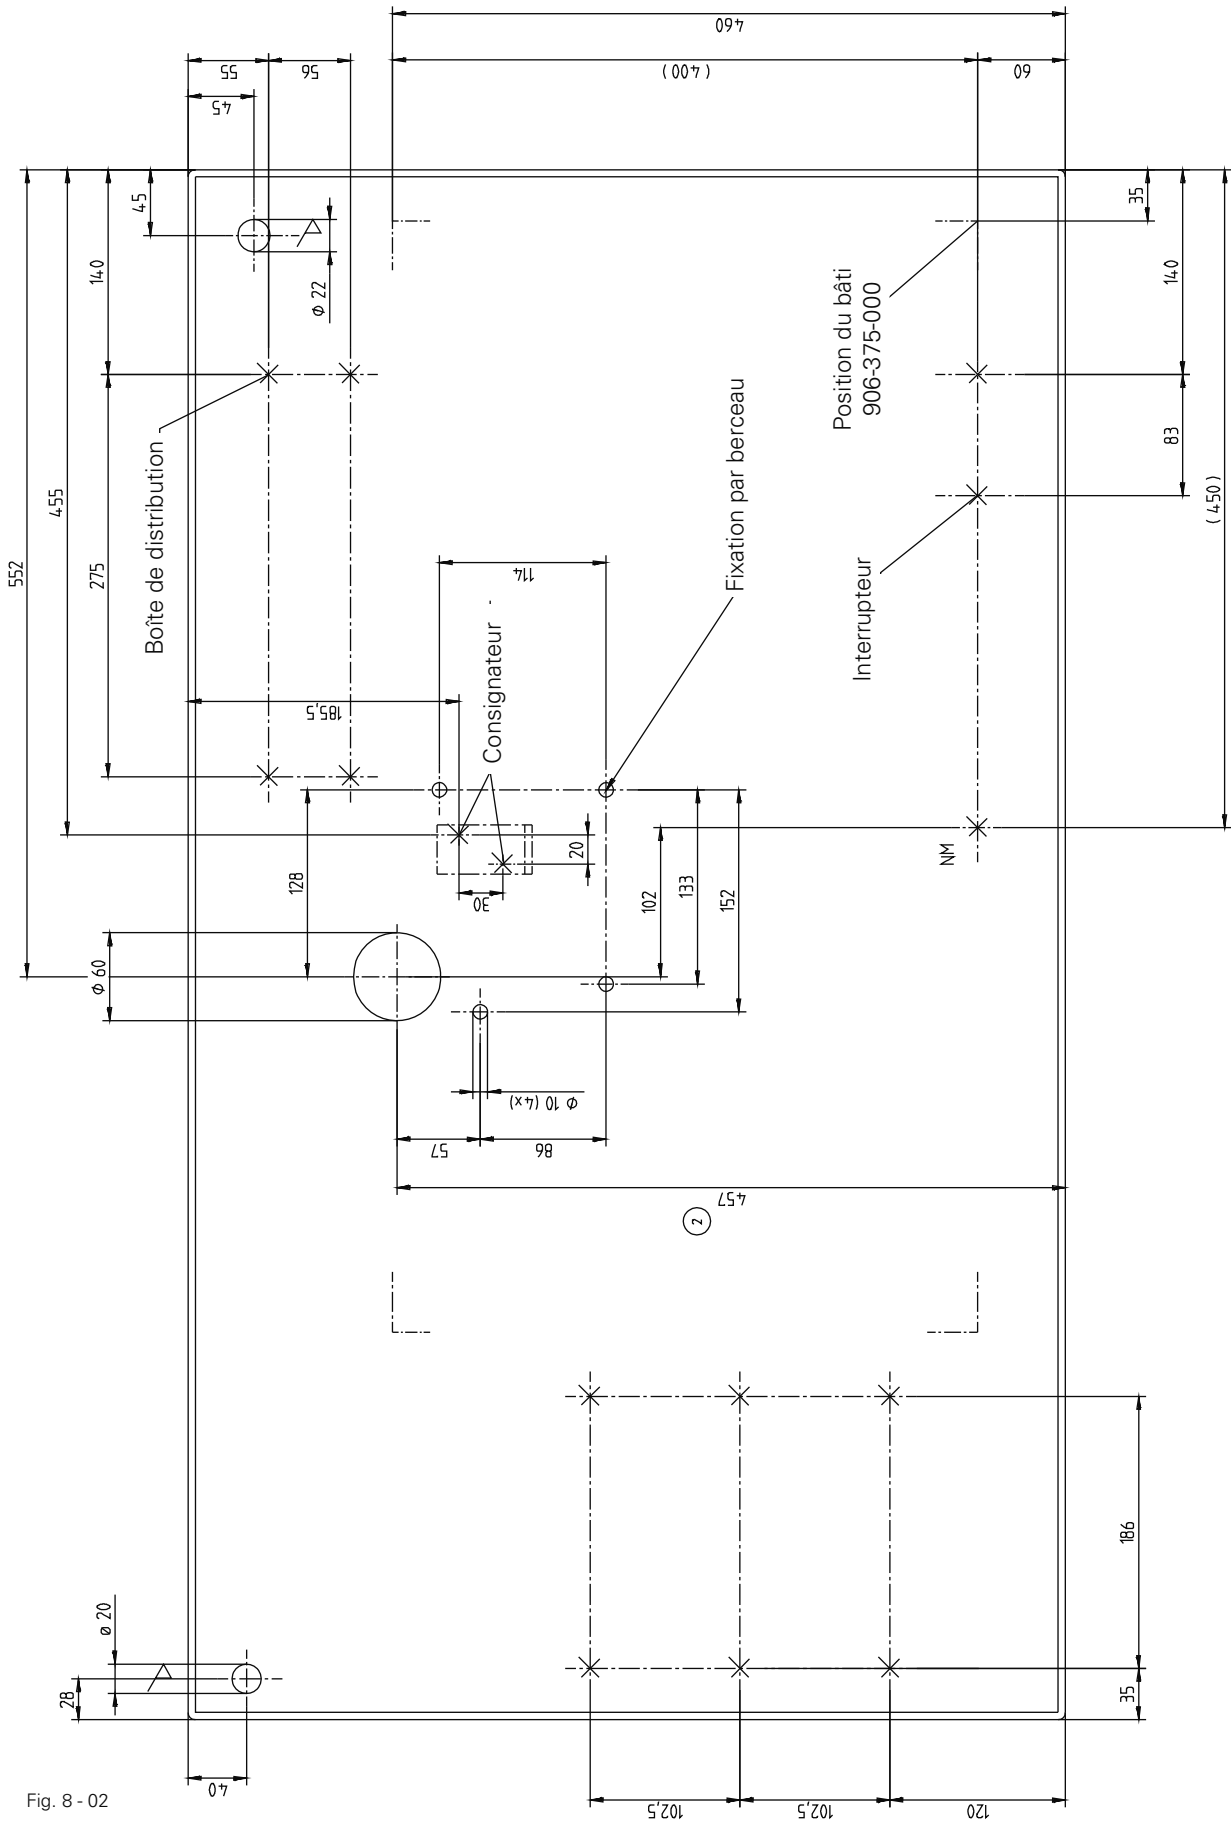 460
55
56
( 400 )
60
45
552
455
140
45
Φ 22
35
140
Position du bâti
906-375-000
275
Boîte de distribution
83
( 450 )
114
Fixation par berceau
Interrupteur
185,5
Consignateur
128
30
20
102
133
152
NM
Φ 60
Φ 10 (4x)
57
86
457
2
186
ø 20
28
35
40
102,5
102,5
120
Fig. 8 - 02